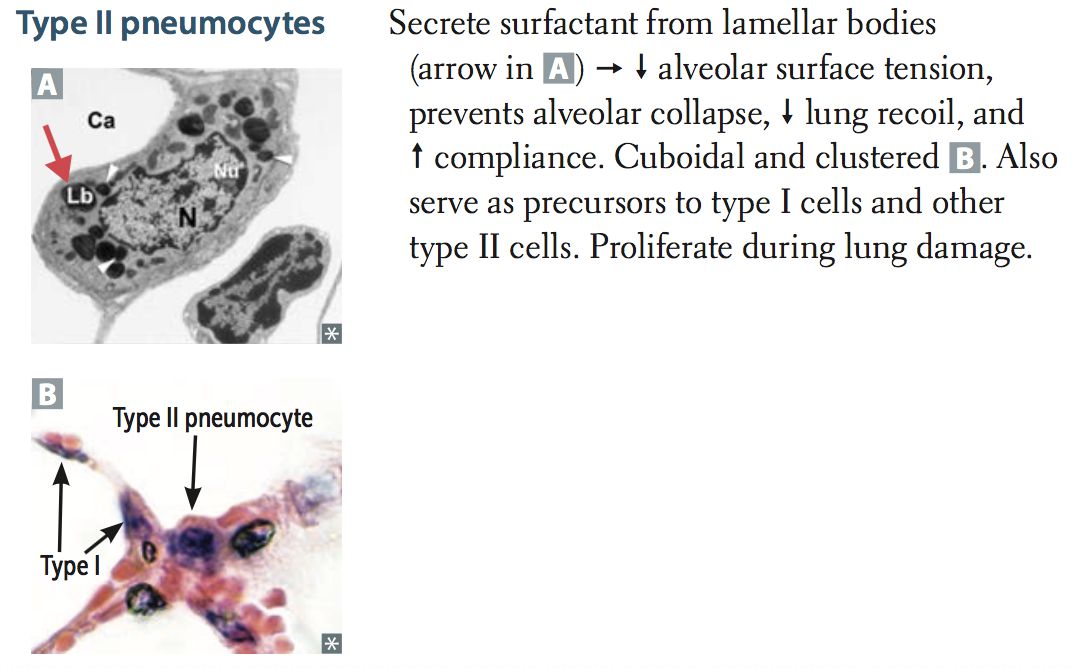 Type II pneumocytes
Secrete surfactant from lamellar bodies
(arrow in A) → ↓ alveolar surface tension,
prevents alveolar collapse, ↓ lung recoil, and
↑ compliance. Cuboidal and clustered B. Also
serve as precursors to type I cells and other
type II cells. Proliferate during lung damage.
A
Ca
Nu
Lb
N
*
B
Type II pneumocyte
Type I
*